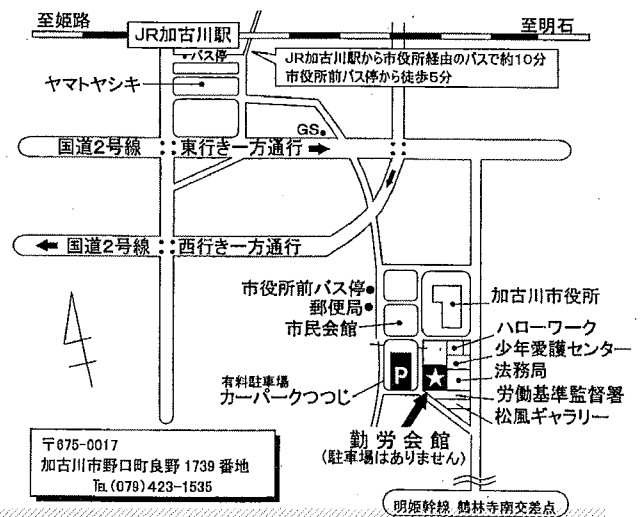 至姫路
JR加古川駅
至明石
バス停
JR加古川駅から市役所経由のバスで約10分
市役所前バス停から徒歩5分
ヤマトヤシキ
GS
国道2号線
東行き一方通行
国道2号線
西行き一方通行
市役所前バス停
郵便局
市民会館
加古川市役所
ハローワーク
少年愛護センター
法務局
労働基準監督署
松風ギャラリー
P
有料駐車場
カーパークつつじ
勤労会館
(駐車場はありません)
〒675-0017
加古川市野口町良野1739番地
℡(079)423-1535
明姫幹線 鶴林寺南交差点